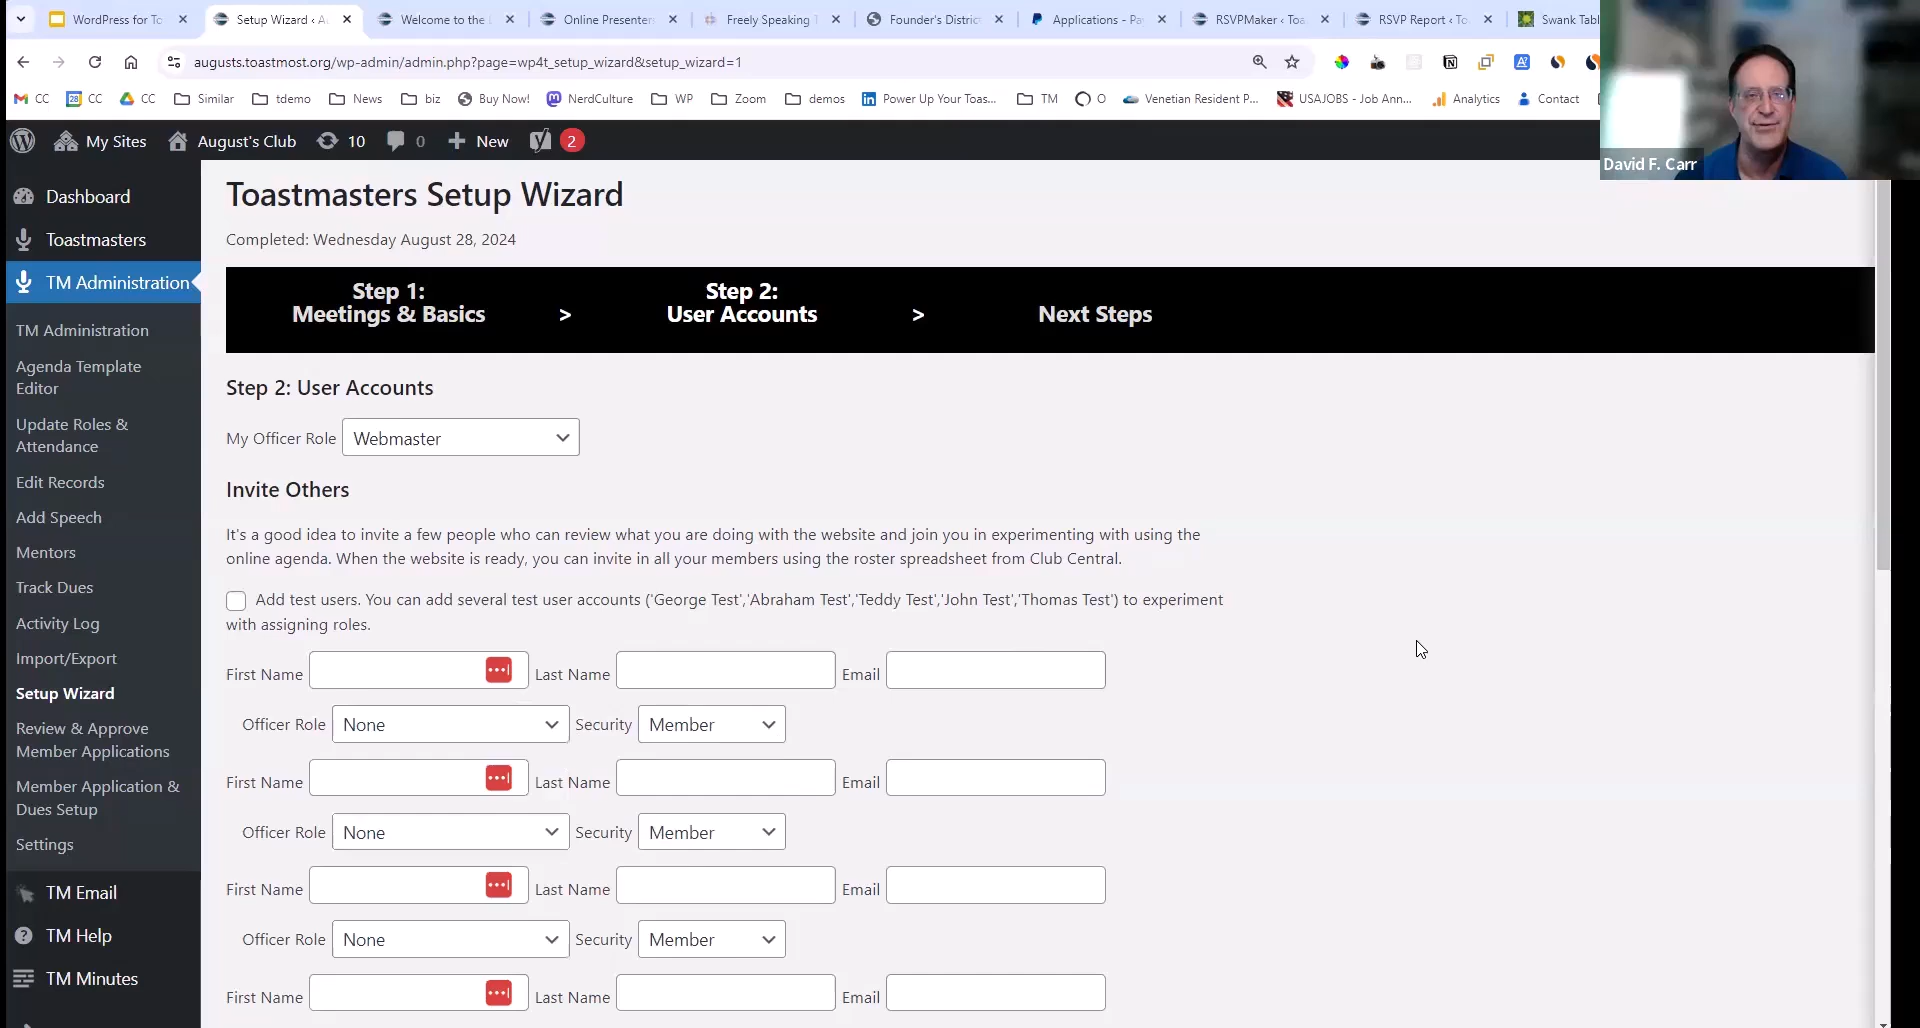 WordPress for To
Setup Wizard ‹ Au
Welcome to the
Online Presenters
Freely Speaking T
Founder's District
Applications - Pa
RSVPMaker ‹ Toa
RSVP Report ‹ To
Swank Tabl
augusts.toastmost.org/wp-admin/admin.php?page=wp4t_setup_wizard&setup_wizard=1
CC
CC
CC
Similar
tdemo
News
biz
Buy Now!
NerdCulture
WP
Zoom
demos
Power Up Your Toas...
TM
O
Venetian Resident P...
USAJOBS - Job Ann...
Analytics
Contact
David F. Carr
My Sites
August's Club
10
0
New
2
Dashboard
Toastmasters
TM Administration
TM Administration
Agenda Template
Editor
Update Roles &
Attendance
Edit Records
Add Speech
Mentors
Track Dues
Activity Log
Import/Export
Setup Wizard
Review & Approve
Member Applications
Member Application &
Dues Setup
Settings
TM Email
TM Help
TM Minutes
Toastmasters Setup Wizard
Completed: Wednesday August 28, 2024
Step 1:
Meetings & Basics
>
Step 2:
User Accounts
>
Next Steps
Step 2: User Accounts
My Officer Role Webmaster
Invite Others
It's a good idea to invite a few people who can review what you are doing with the website and join you in experimenting with using the
online agenda. When the website is ready, you can invite in all your members using the roster spreadsheet from Club Central.
Add test users. You can add several test user accounts ('George Test','Abraham Test','Teddy Test','John Test','Thomas Test') to experiment
with assigning roles.
First Name Last Name Email
Officer Role None Security Member
First Name Last Name Email
Officer Role None Security Member
First Name Last Name Email
Officer Role None Security Member
First Name Last Name Email